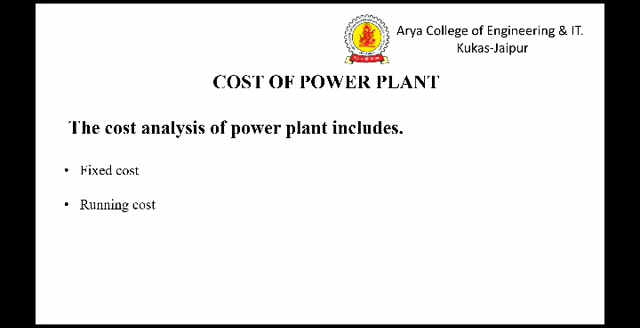 Arya College of Engineering & IT.
Kukas-Jaipur
COST OF POWER PLANT
The cost analysis of power plant includes.
• Fixed cost
• Running cost